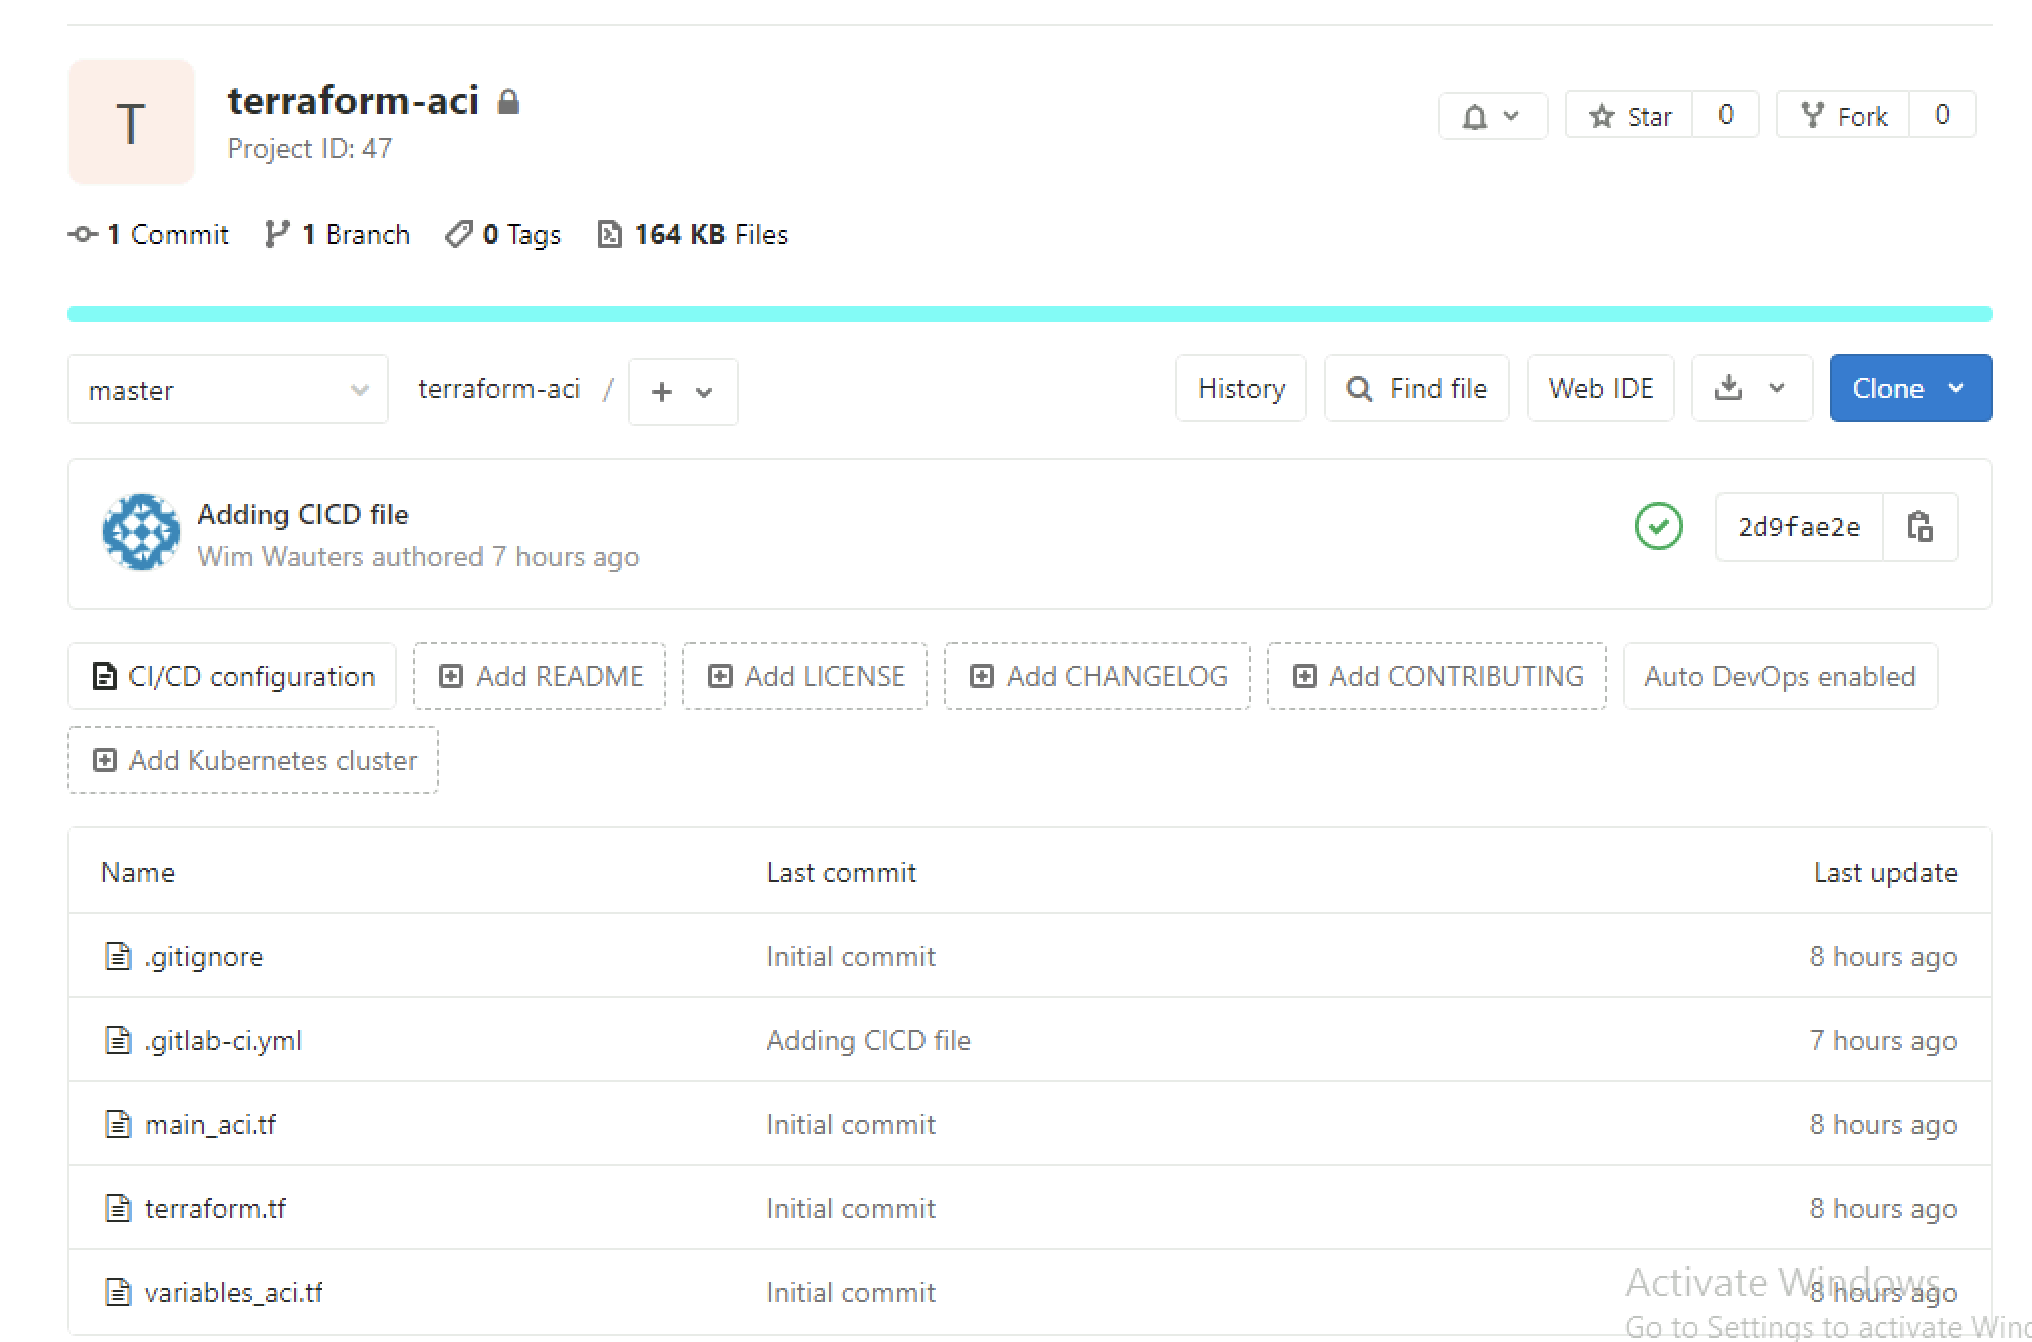 T
terraform-aci
Project ID: 47
Star 0
Fork 0
1 Commit 1 Branch 0 Tags 164 KB Files
master terraform-aci / + History Find file Web IDE Clone
Adding CICD file
Wim Wauters authored 7 hours ago
2d9fae2e
CI/CD configuration Add README Add LICENSE Add CHANGELOG Add CONTRIBUTING Auto DevOps enabled
Add Kubernetes cluster
Name Last commit Last update
.gitignore Initial commit 8 hours ago
.gitlab-ci.yml Adding CICD file 7 hours ago
main_aci.tf Initial commit 8 hours ago
terraform.tf Initial commit 8 hours ago
variables_aci.tf Initial commit 8 hours ago
Activate Windows
Go to Settings to activate Wind